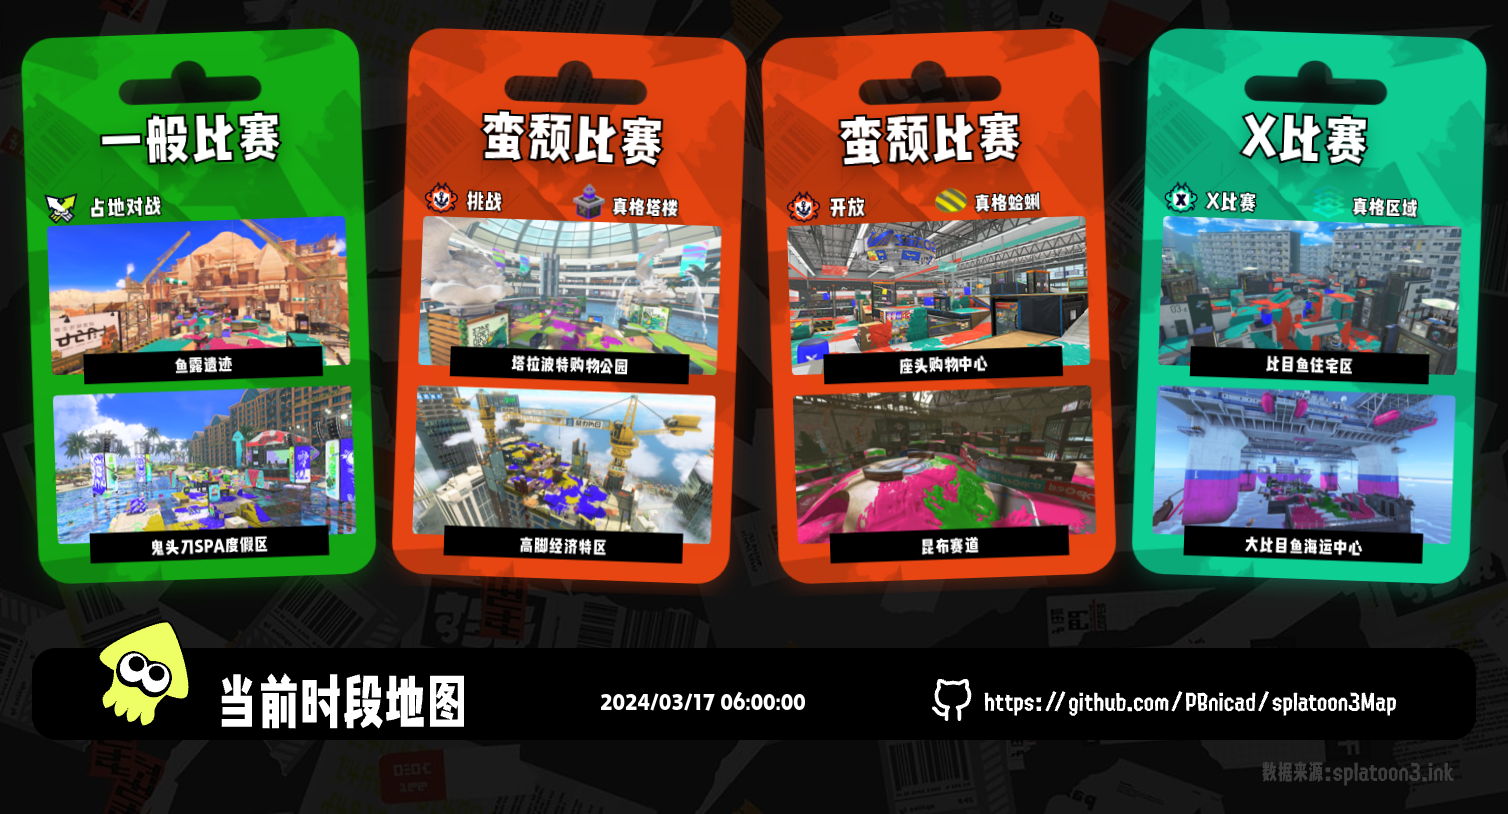 一般比赛
占地对战
鱼露遗迹
鬼头刀SPA度假区
蛮颓比赛
挑战
真格塔楼
塔拉波特购物公园
高脚经济特区
蛮颓比赛
开放
真格蛤蜊
座头购物中心
昆布赛道
X比赛
X比赛
真格区域
比目鱼住宅区
大比目鱼海运中心
当前时段地图
2024/03/17 06:00:00
https://github.com/PBnicad/splatoon3Map
数据来源:splatoon3.ink